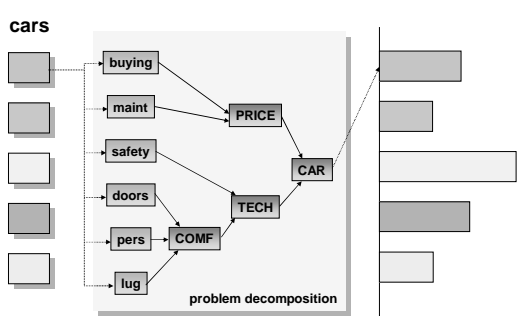 cars
buying
maint
PRICE
safety
CAR
doors
TECH
pers
COMF
lug
problem decomposition